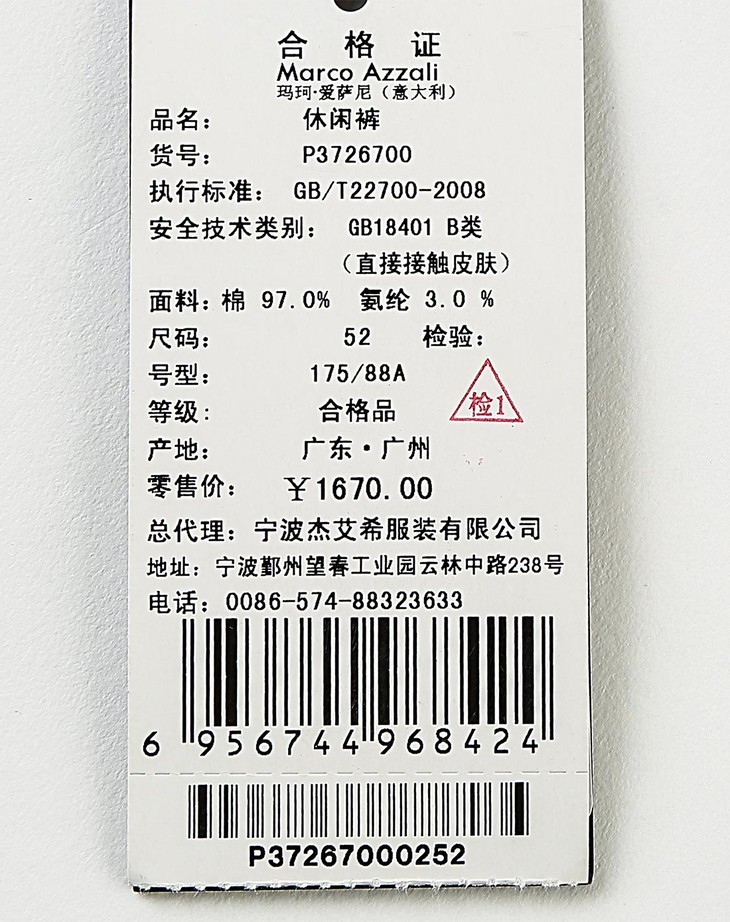 合格证
Marco Azzali
玛珂·爱萨尼（意大利）
品名： 休闲裤
货号： P3726700
执行标准： GB/T22700-2008
安全技术类别： GB18401 B类
（直接接触皮肤）
面料：棉 97.0% 氨纶 3.0 %
尺码： 52 检验：
号型： 175/88A
检1
等级： 合格品
产地： 广东·广州
零售价： ￥1670.00
总代理：宁波杰艾希服装有限公司
地址：宁波鄞州望春工业园云林中路238号
电话：0086-574-88323633
6 956744 968424
P37267000252